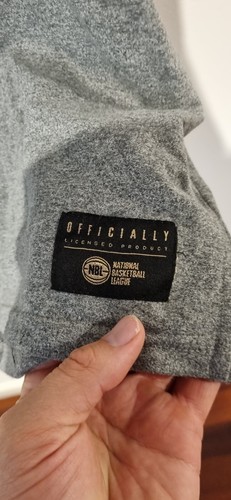 OFFICIALLY
LICENSED PRODUCT
NBL
NATIONAL
BASKETBALL
LEAGUE